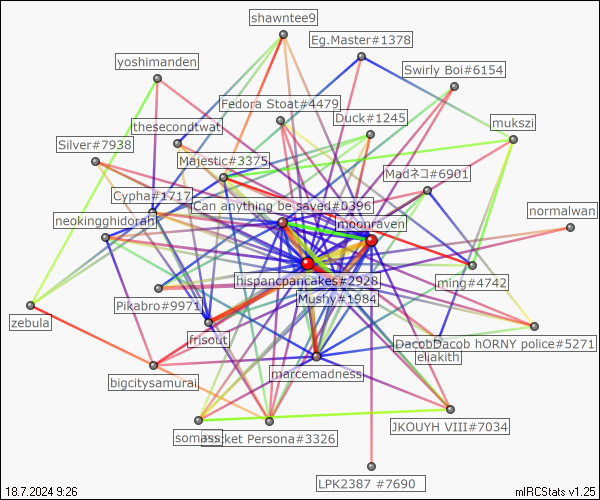 shawntee9
Eg.Master#1378
yoshimanden
Swirly Boi#6154
Fedora Stoat#4479
Duck#1245
mukszi
thesecondtwat
Silver#7938
Majestic#3375
Madネコ#6901
Cypha#1717
Can anything be saved#0396
normalwan
neokingghidorah
moonraven
hispancpancakes#2928
ming#4742
Mushy#1984
Pikabro#9971
zebula
frisout
DacobDacob hORNY police#5271
eliakith
marcemadness
bigcitysamurai
JKOUYH VIII#7034
somass
cket Persona#3326
LPK2387 #7690
18.7.2024 9:26
mIRCStats v1.25